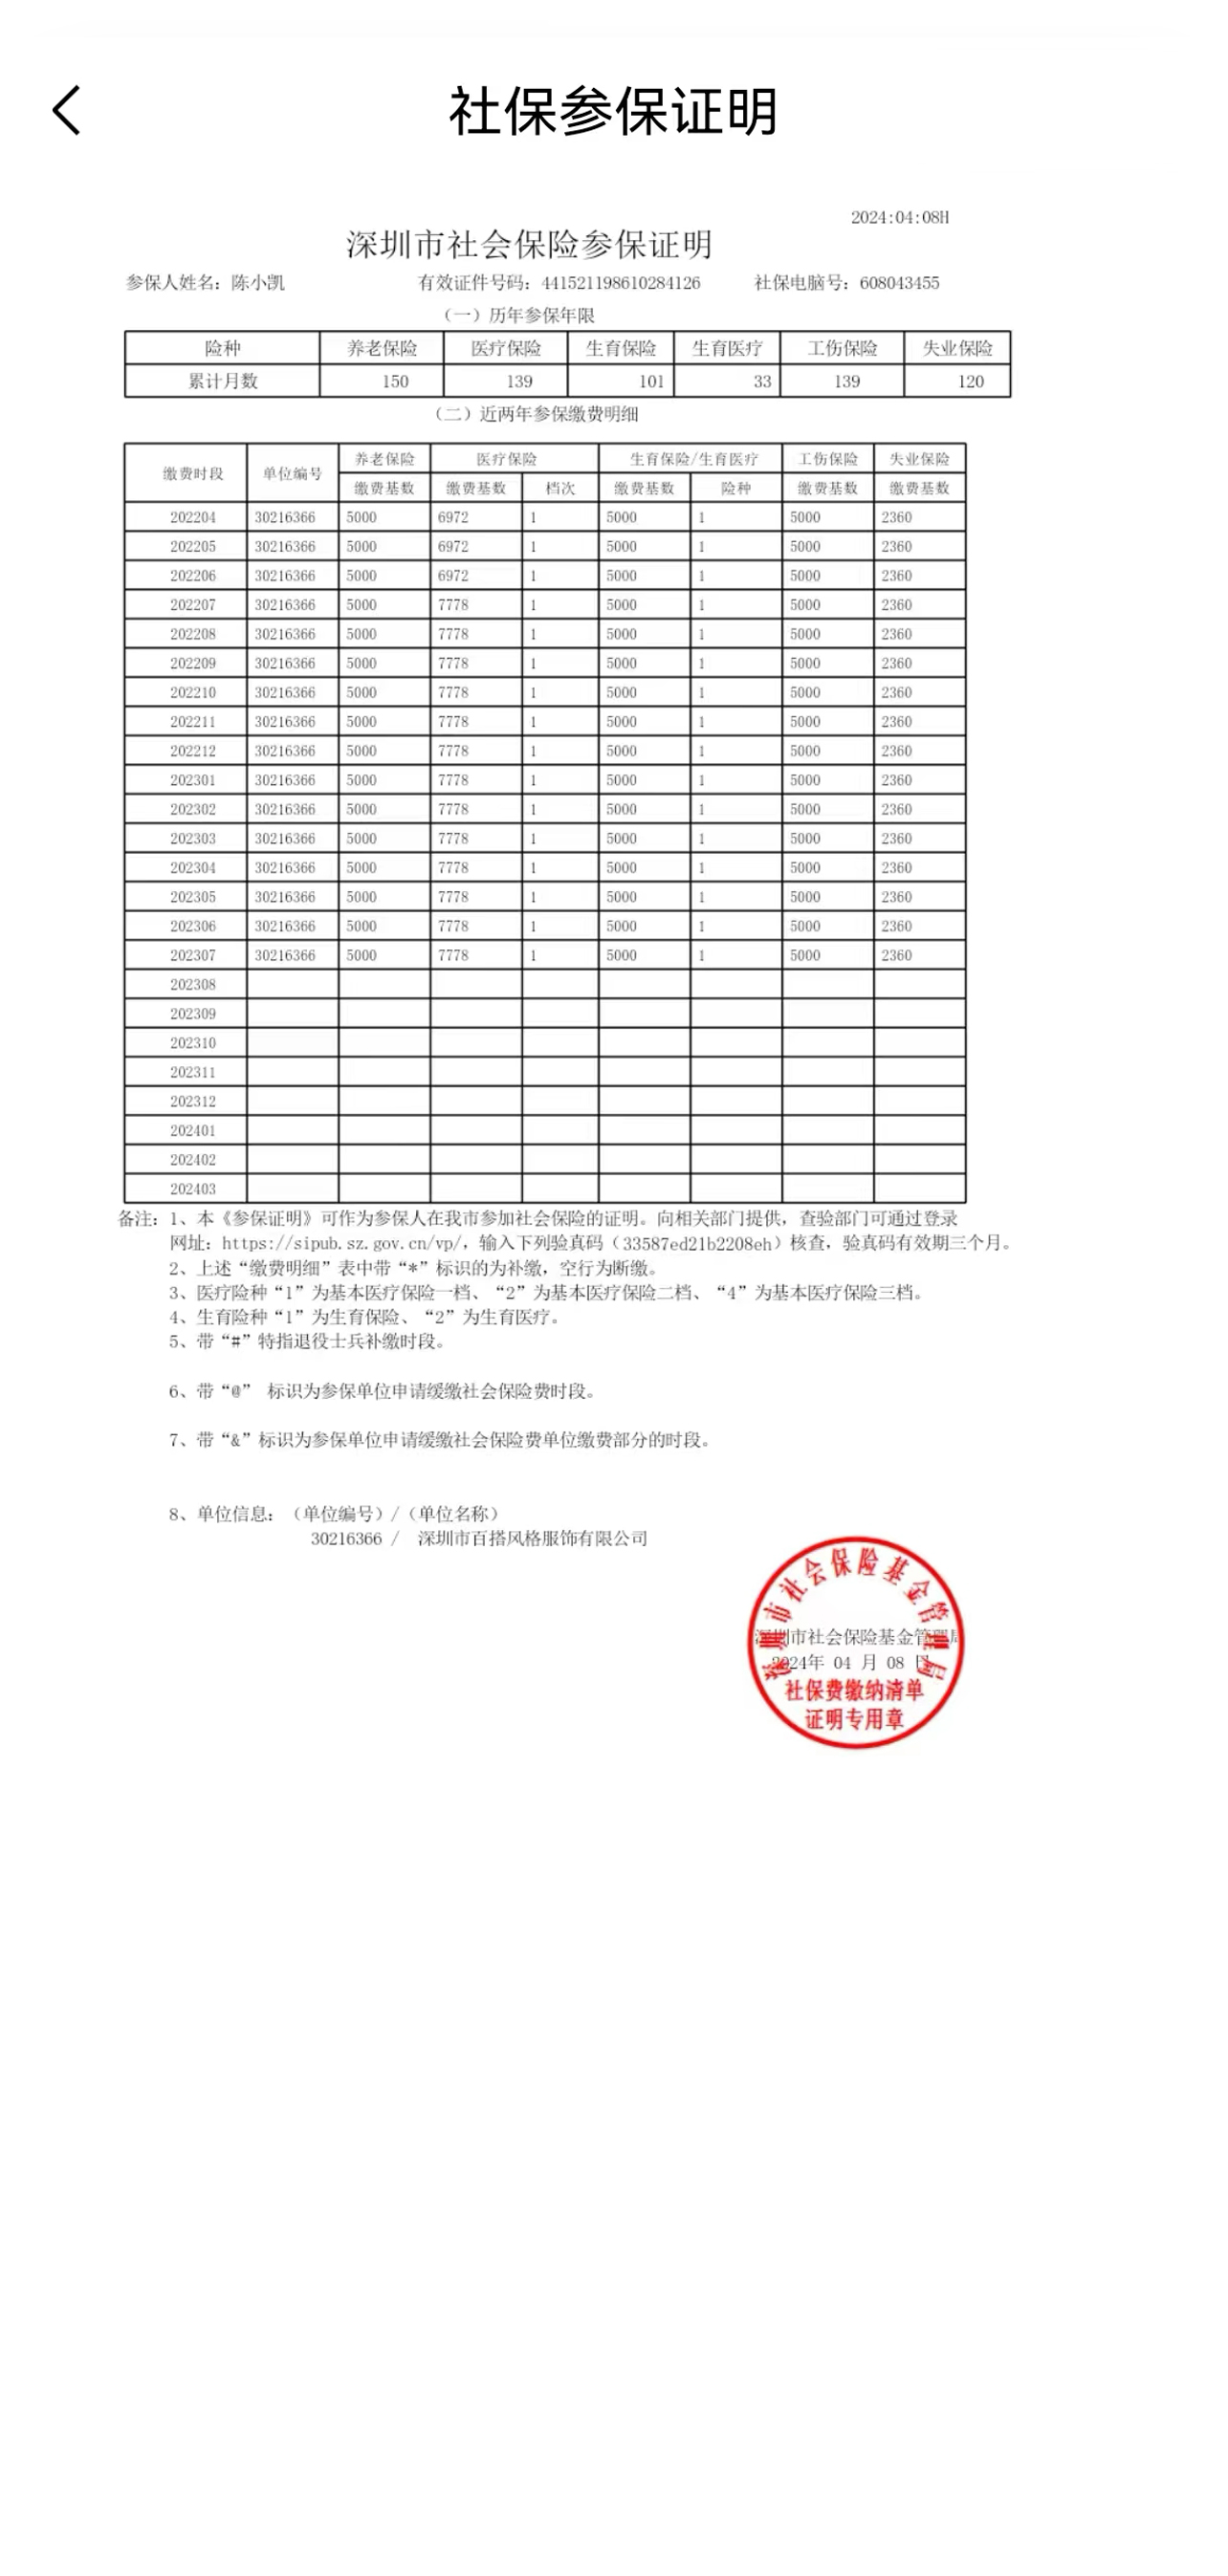 社保参保证明
2024:04:08H
深圳市社会保险参保证明
参保人姓名：陈小凯 有效证件号码：441521198610284126 社保电脑号：608043455
（一）历年参保年限
险种 养老保险 医疗保险 生育保险 生育医疗 工伤保险 失业保险
累计月数 150 139 101 33 139 120
（二）近两年参保缴费明细
缴费时段 单位编号 养老保险 医疗保险 生育保险/生育医疗 工伤保险 失业保险
缴费基数 缴费基数 档次 缴费基数 险种 缴费基数 缴费基数
202204 30216366 5000 6972 1 5000 1 5000 2360
202205 30216366 5000 6972 1 5000 1 5000 2360
202206 30216366 5000 6972 1 5000 1 5000 2360
202207 30216366 5000 7778 1 5000 1 5000 2360
202208 30216366 5000 7778 1 5000 1 5000 2360
202209 30216366 5000 7778 1 5000 1 5000 2360
202210 30216366 5000 7778 1 5000 1 5000 2360
202211 30216366 5000 7778 1 5000 1 5000 2360
202212 30216366 5000 7778 1 5000 1 5000 2360
202301 30216366 5000 7778 1 5000 1 5000 2360
202302 30216366 5000 7778 1 5000 1 5000 2360
202303 30216366 5000 7778 1 5000 1 5000 2360
202304 30216366 5000 7778 1 5000 1 5000 2360
202305 30216366 5000 7778 1 5000 1 5000 2360
202306 30216366 5000 7778 1 5000 1 5000 2360
202307 30216366 5000 7778 1 5000 1 5000 2360
202308
202309
202310
202311
202312
202401
202402
202403
备注：1、本《参保证明》可作为参保人在我市参加社会保险的证明。向相关部门提供，查验部门可通过登录
网址：https://sipub.sz.gov.cn/vp/，输入下列验真码（33587ed21b2208eh）核查，验真码有效期三个月。
2、上述“缴费明细”表中带“*”标识的为补缴，空行为断缴。
3、医疗险种“1”为基本医疗保险一档、“2”为基本医疗保险二档、“4”为基本医疗保险三档。
4、生育险种“1”为生育保险、“2”为生育医疗。
5、带“#”特指退役士兵补缴时段。
6、带“@” 标识为参保单位申请缓缴社会保险费时段。
7、带“&”标识为参保单位申请缓缴社会保险费单位缴费部分的时段。
8、单位信息：（单位编号）/（单位名称）
30216366 / 深圳市百搭风格服饰有限公司
深圳市社会保险基金管理局
深圳市社会保险基金管理局
2024年 04 月 08 日
社保费缴纳清单
证明专用章